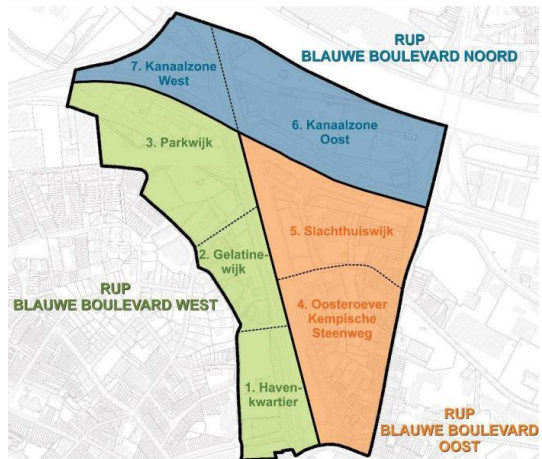 RUP
BLAUWE BOULEVARD NOORD
7. Kanaalzone
West
6. Kanaalzone
Oost
3. Parkwijk
5. Slachthuiswijk
2. Gelatine-
wijk
RUP
BLAUWE BOULEVARD WEST
4. Oosteroever
Kempische
Steenweg
1. Haven-
kwartier
RUP
BLAUWE BOULEVARD
OOST